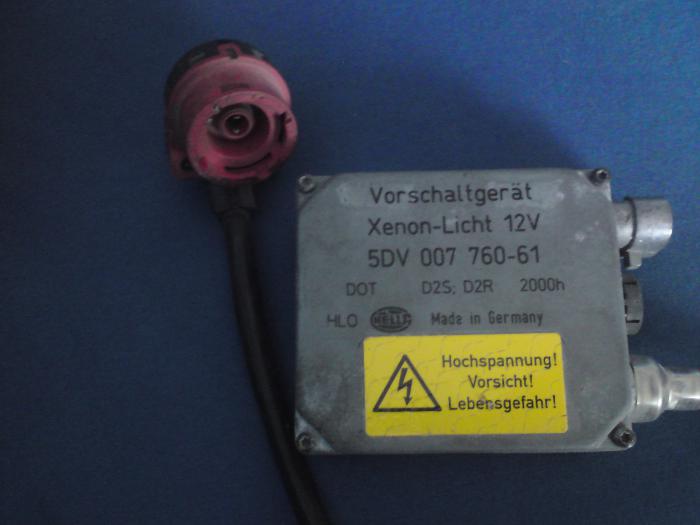 Vorschaltgerät
Xenon-Licht 12V
5DV 007 760-61
DOT D2S; D2R 2000h
HLO HELLA Made in Germany
Hochspannung!
Vorsicht!
Lebensgefahr!